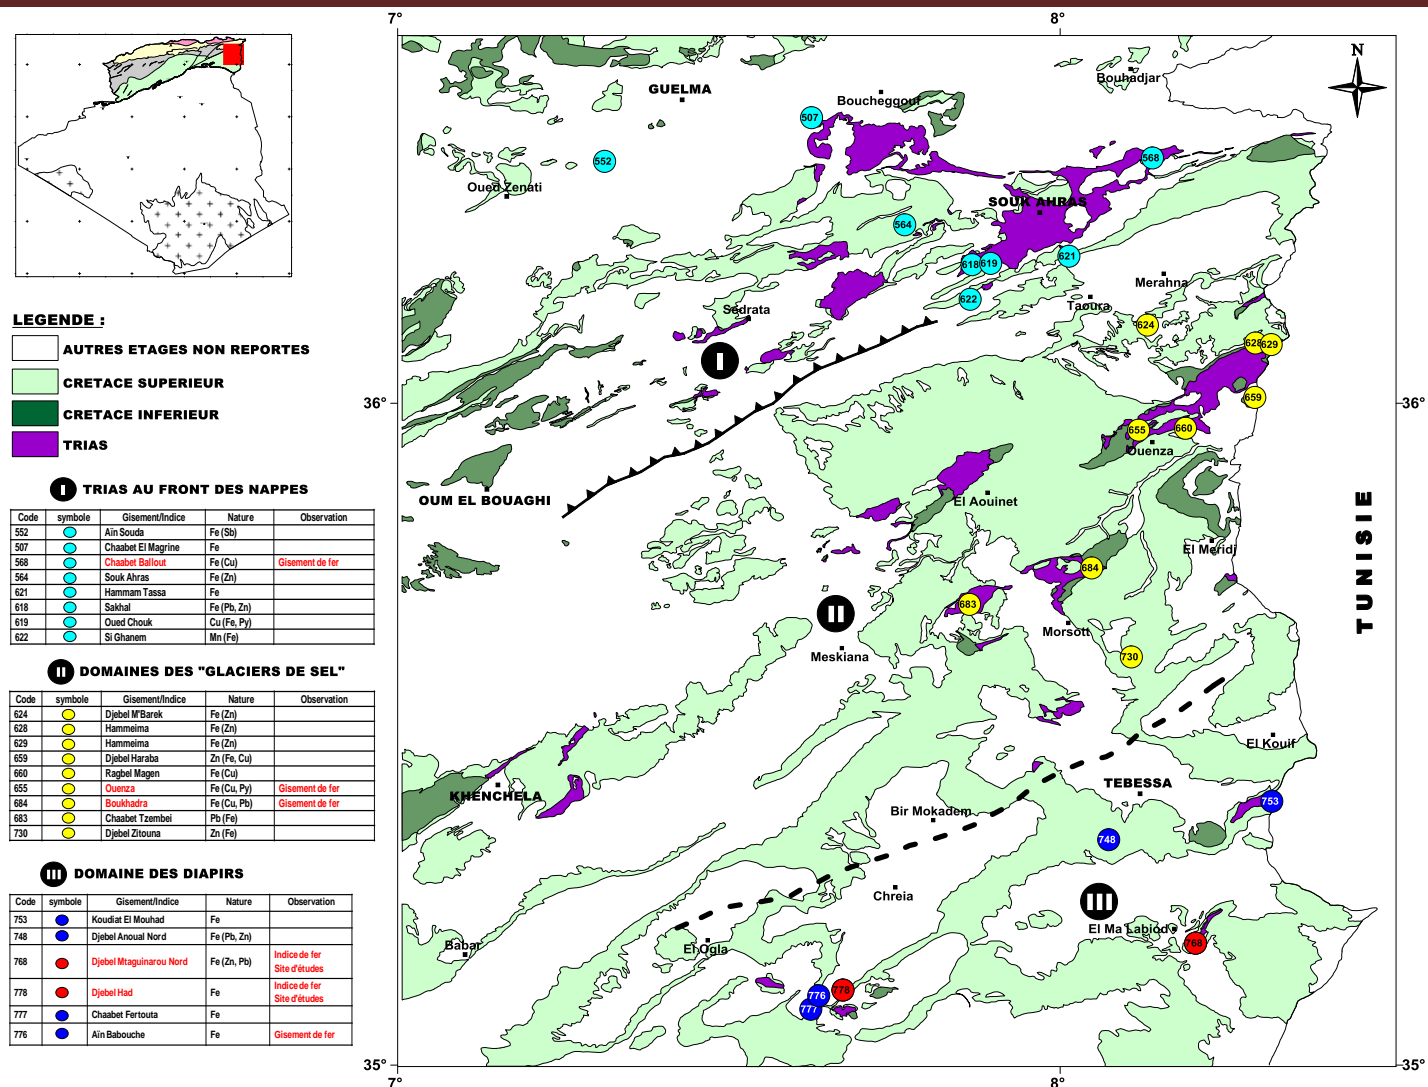 7°
8°
N
GUELMA
Bouhadjar
Boucheggouf
507
552
568
Oued Zenati
SOUK AHRAS
564
618
619
621
Merahna
622
Taoura
Sedrata
624
628
629
I
36°
36°
659
655
660
Ouenza
OUM EL BOUAGHI
El Aouinet
El Meridj
TUNISIE
684
683
II
Morsott
Meskiana
730
El Kouif
KHENCHELA
TEBESSA
753
Bir Mokadem
748
Chreia
III
El Ma Labiod
768
Babar
El Ogla
776
778
777
35°
35°
7°
8°
LEGENDE :
AUTRES ETAGES NON REPORTES
CRETACE SUPERIEUR
CRETACE INFERIEUR
TRIAS
I TRIAS AU FRONT DES NAPPES
Code symbole Gisement/Indice Nature Observation
552 Aïn Souda Fe (Sb)
507 Chaabet El Magrine Fe
568 Chaabet Ballout Fe (Cu) Gisement de fer
564 Souk Ahras Fe (Zn)
621 Hammam Tassa Fe
618 Sakhal Fe (Pb, Zn)
619 Oued Chouk Cu (Fe, Py)
622 Si Ghanem Mn (Fe)
II DOMAINES DES "GLACIERS DE SEL"
Code symbole Gisement/Indice Nature Observation
624 Djebel M'Barek Fe (Zn)
628 Hammeima Fe (Zn)
629 Hammeima Fe (Zn)
659 Djebel Haraba Zn (Fe, Cu)
660 Ragbel Magen Fe (Cu)
655 Ouenza Fe (Cu, Py) Gisement de fer
684 Boukhadra Fe (Cu, Pb) Gisement de fer
683 Chaabet Tzembei Pb (Fe)
730 Djebel Zitouna Zn (Fe)
III DOMAINE DES DIAPIRS
Code symbole Gisement/Indice Nature Observation
753 Koudiat El Mouhad Fe
748 Djebel Anoual Nord Fe (Pb, Zn)
768 Djebel Mtaguinarou Nord Fe (Zn, Pb) Indice de fer
Site d'études
778 Djebel Had Fe Indice de fer
Site d'études
777 Chaabet Fertouta Fe
776 Aïn Babouche Fe Gisement de fer